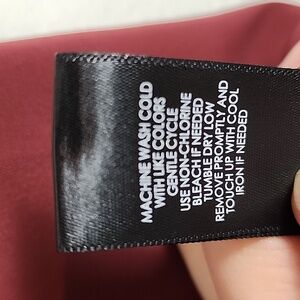 MACHINE WASH COLD
WITH LIKE COLORS
GENTLE CYCLE
USE NON-CHLORINE
BLEACH IF NEEDED
TUMBLE DRY LOW
REMOVE PROMPTLY AND
TOUCH UP WITH COOL
IRON IF NEEDED